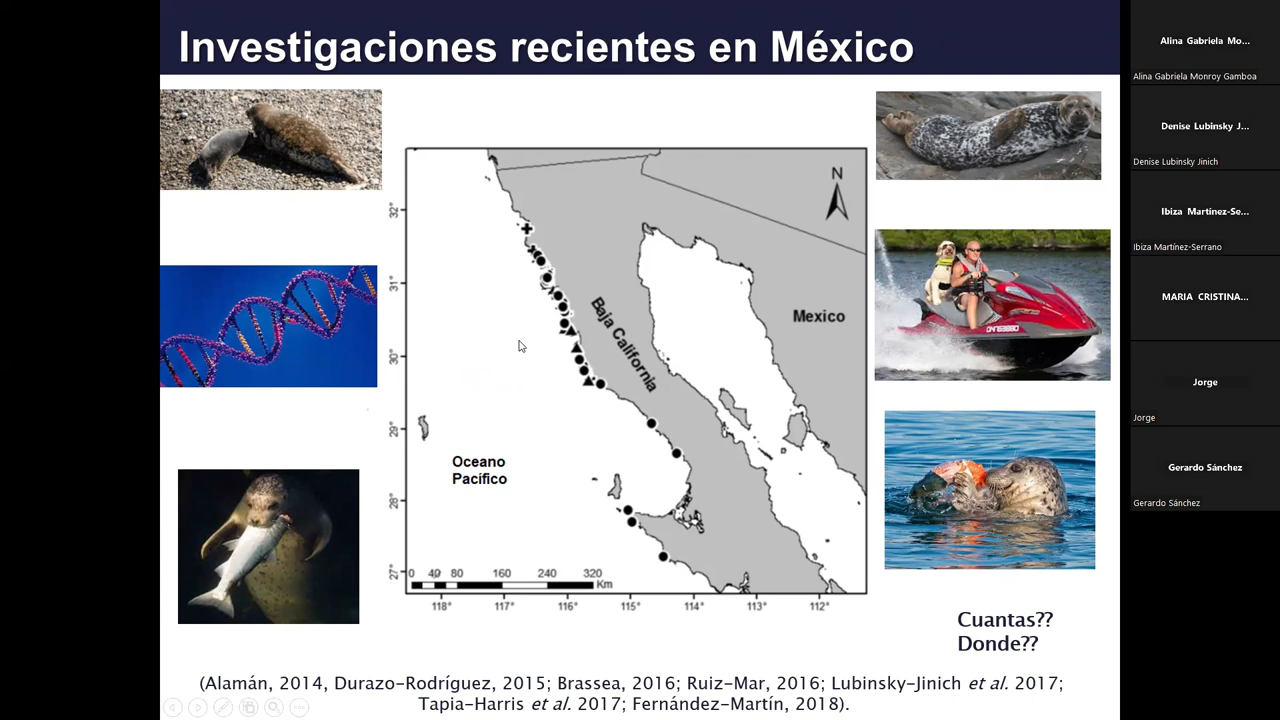 Investigaciones recientes en México
N
32°
31°
30°
29°
28°
27°
Baja California
Mexico
Oceano
Pacífico
0 40 80 160 240 320
Km
118° 117° 116° 115° 114° 113° 112°
Cuantas??
Donde??
(Alamán, 2014, Durazo-Rodríguez, 2015; Brassea, 2016; Ruiz-Mar, 2016; Lubinsky-Jinich et al. 2017;
Tapia-Harris et al. 2017; Fernández-Martín, 2018).
Alina Gabriela Mo...
Alina Gabriela Monroy Gamboa
Denise Lubinsky J...
Denise Lubinsky Jinich
Ibiza Martínez-Se...
Ibiza Martínez-Serrano
MARIA CRISTINA...
Jorge
Jorge
Gerardo Sánchez
Gerardo Sánchez